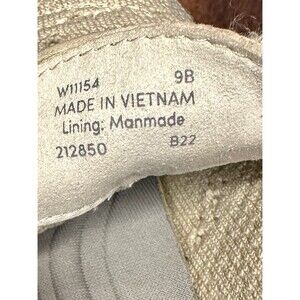 W11154 9B
MADE IN VIETNAM
Lining: Manmade
212850 B22